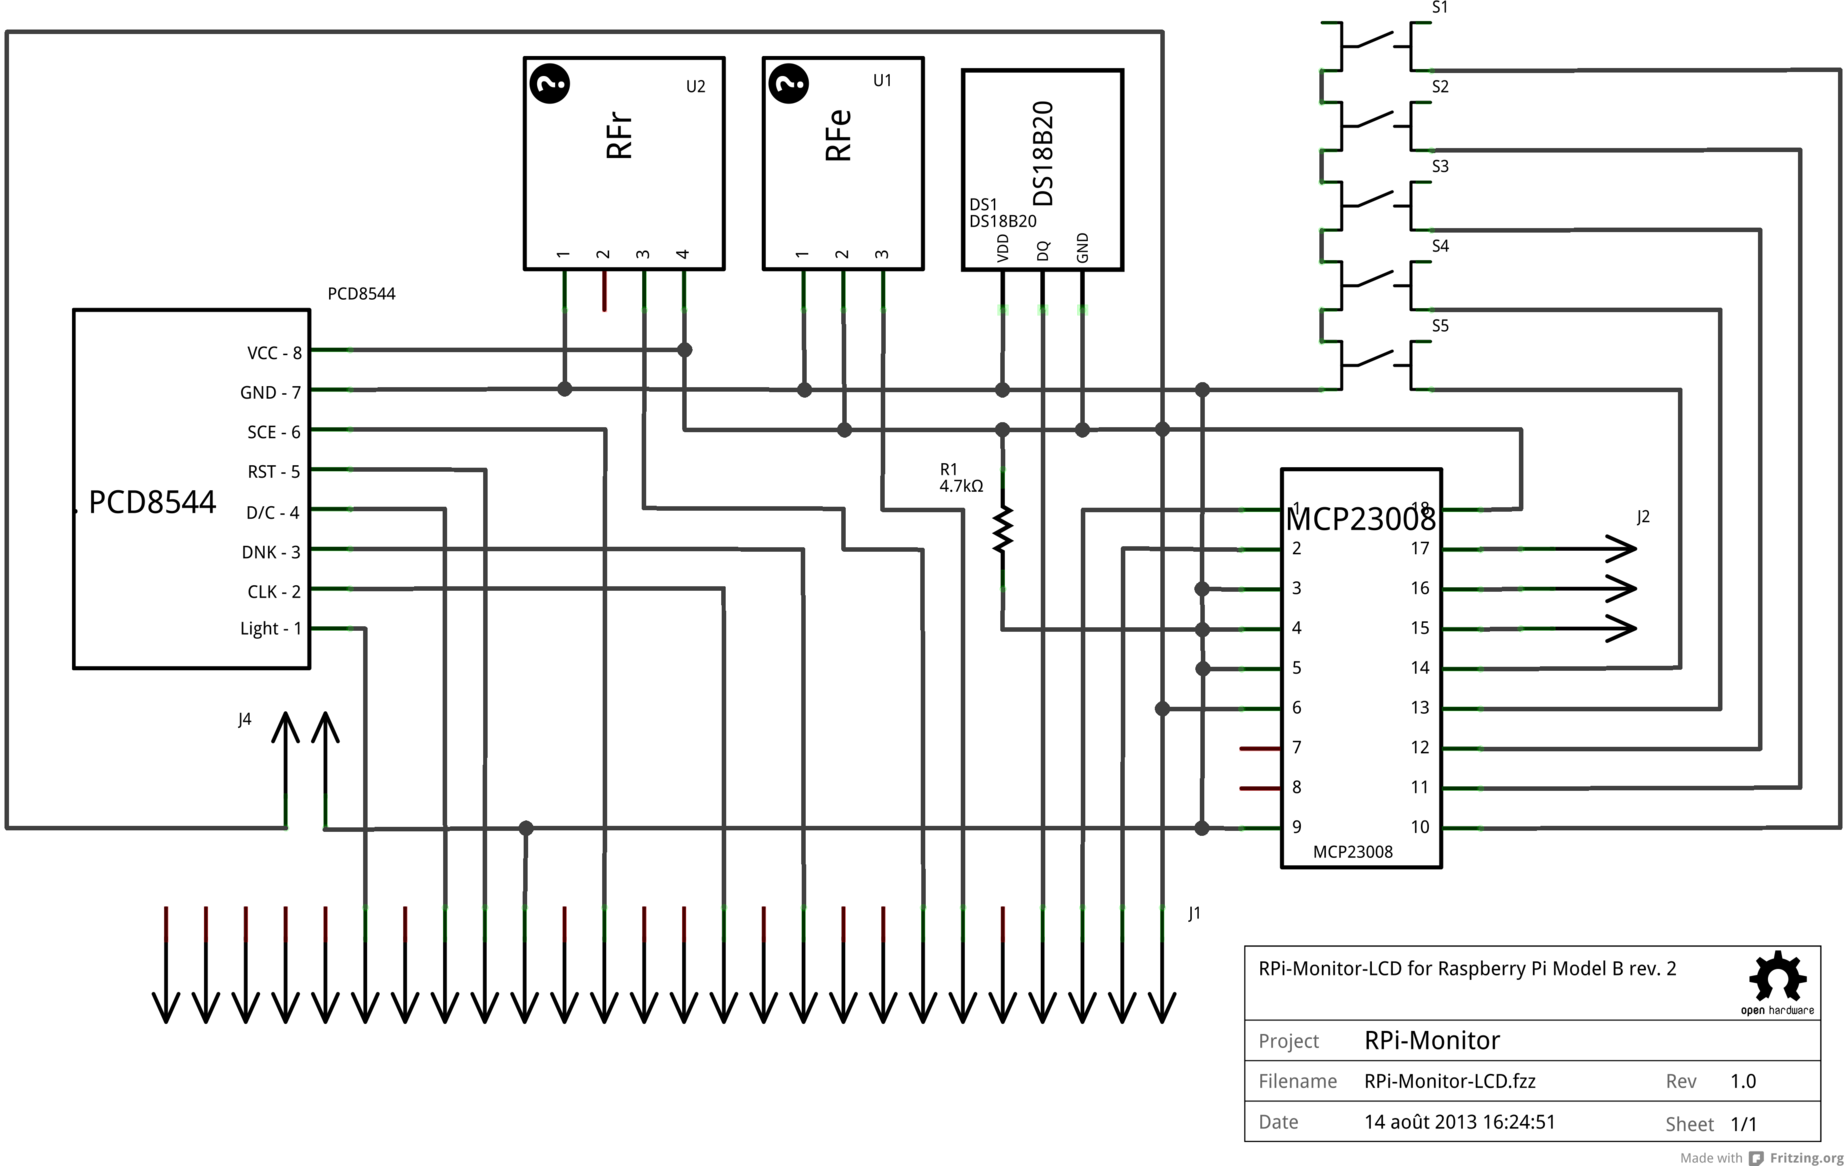 S1
S2
S3
S4
S5
U2
RFr
1
2
3
4
U1
RFe
1
2
3
DS18B20
DS1
DS18B20
VDD
DQ
GND
PCD8544
VCC - 8
GND - 7
SCE - 6
RST - 5
D/C - 4
DNK - 3
CLK - 2
Light - 1
PCD8544
R1
4.7kΩ
MCP23008
1
2
3
4
5
6
7
8
9
18
17
16
15
14
13
12
11
10
MCP23008
J2
J4
J1
RPi-Monitor-LCD for Raspberry Pi Model B rev. 2
open hardware
Project RPi-Monitor
Filename RPi-Monitor-LCD.fzz Rev 1.0
Date 14 août 2013 16:24:51 Sheet 1/1
Made with Fritzing.org